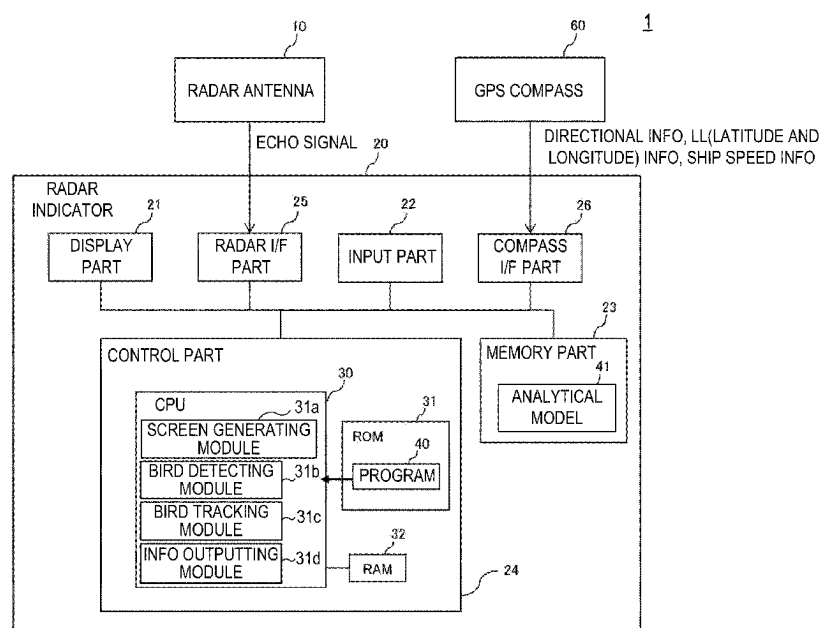 1
10
60
RADAR ANTENNA
GPS COMPASS
ECHO SIGNAL
20
DIRECTIONAL INFO, LL(LATITUDE AND
LONGITUDE) INFO, SHIP SPEED INFO
RADAR
INDICATOR
21
25
22
26
DISPLAY
PART
RADAR I/F
PART
INPUT PART
COMPASS
I/F PART
23
CONTROL PART
MEMORY PART
41
ANALYTICAL
MODEL
30
CPU
31a
SCREEN GENERATING
MODULE
BIRD DETECTING
MODULE
31b
BIRD TRACKING
MODULE
31c
INFO OUTPUTTING
MODULE
31d
31
ROM
40
PROGRAM
32
RAM
24